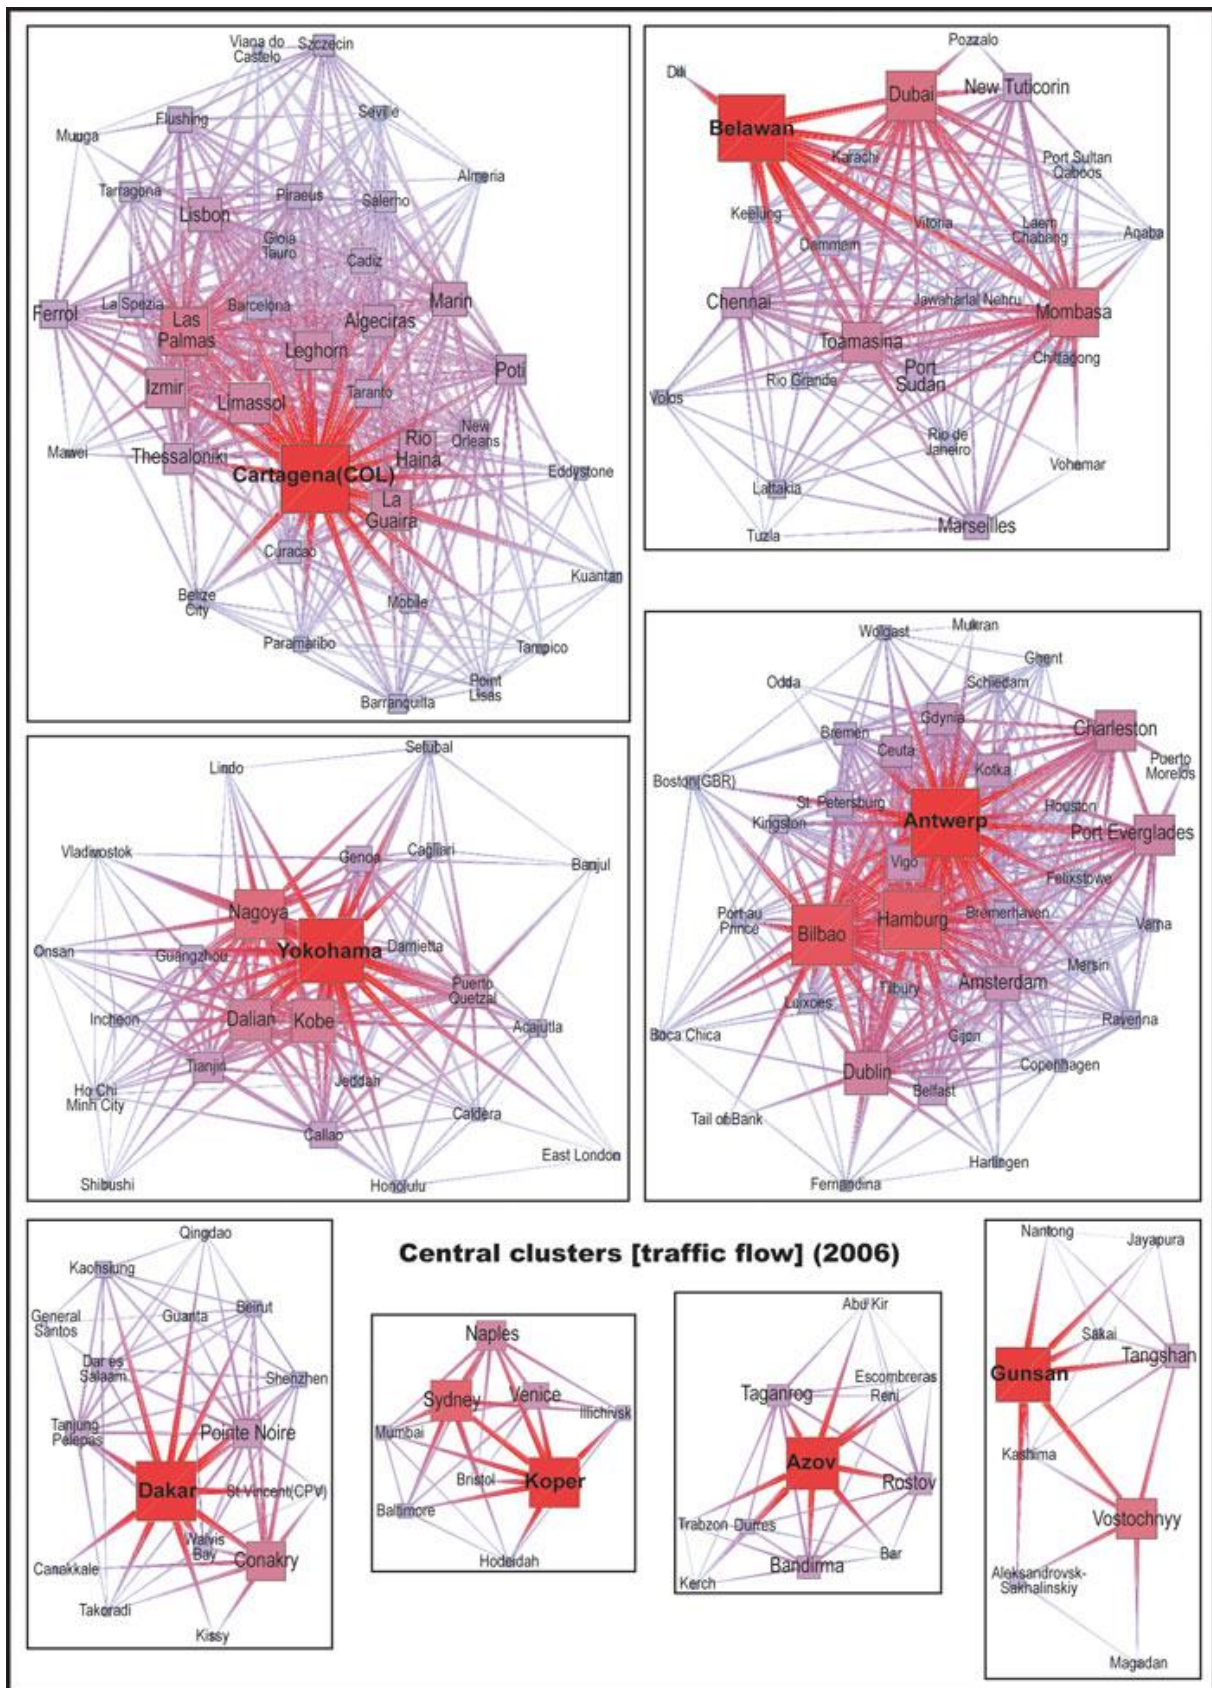 Viana do
Castelo
Szczecin
Flushing
Seville
Muuga
Tarragona
Piraeus
Almeria
Salerno
Lisbon
Gioia
Tauro
Cadiz
La Spezia
Barcelona
Marin
Ferrol
Las
Palmas
Algeciras
Leghorn
Poti
Izmir
Limassol
Taranto
New
Orleans
Mawei
Thessaloniki
Rio
Haina
Cartagena(COL)
Eddystone
La
Guaira
Curacao
Kuantan
Belize
City
Mobile
Paramaribo
Tampico
Point
Lisas
Barranquilla
Pozzalo
Dili
Dubai
New Tuticorin
Belawan
Karachi
Port Sultan
Qaboos
Keelung
Vitoria
Laem
Chabang
Aqaba
Dammam
Chennai
Jawaharlal Nehru
Mombasa
Toamasina
Chittagong
Port
Sudan
Rio Grande
Volos
Rio de
Janeiro
Vohemar
Lattakia
Marseilles
Tuzla
Setubal
Lindo
Vladivostok
Genoa
Cagliari
Banjul
Nagoya
Yokohama
Onsan
Guangzhou
Damietta
Puerto
Quetzal
Incheon
Dalian
Kobe
Acajutla
Tianjin
Jeddah
Ho Chi
Minh City
Caldera
Callao
East London
Shibushi
Honolulu
Wolgast
Mukran
Ghent
Odda
Schiedam
Gdynia
Charleston
Bremen
Ceuta
Kotka
Puerto
Morelos
Boston(GBR)
St. Petersburg
Houston
Kingston
Antwerp
Port Everglades
Vigo
Felixstowe
Port au
Prince
Hamburg
Bremerhaven
Bilbao
Varna
Mersin
Amsterdam
Tilbury
Leixoes
Ravenna
Boca Chica
Gijon
Dublin
Copenhagen
Belfast
Tail of Bank
Harlingen
Fernandina
Central clusters [traffic flow] (2006)
Qingdao
Kaohsiung
General
Santos
Guanta
Beirut
Dar es
Salaam
Shenzhen
Tanjung
Pelepas
Pointe Noire
Dakar
St Vincent(CPV)
Walvis
Bay
Conakry
Canakkale
Takoradi
Kissy
Naples
Sydney
Venice
Illichivsk
Mumbai
Bristol
Koper
Baltimore
Hodeidah
Abu Kir
Taganrog
Escombreras
Reni
Azov
Rostov
Trabzon
Durres
Bandirma
Bar
Kerch
Nantong
Jayapura
Sakai
Tangshan
Gunsan
Kashima
Vostochnyy
Aleksandrovsk-
Sakhalinskiy
Magadan